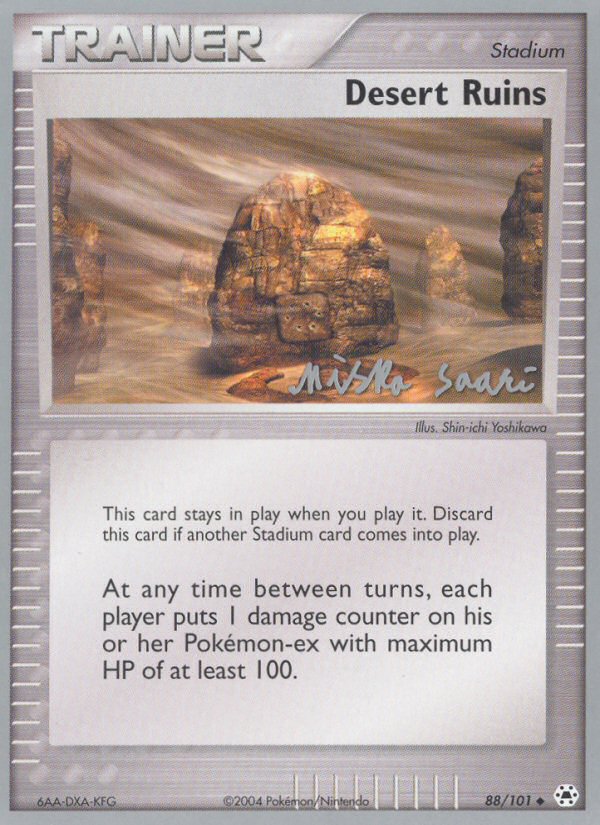 TRAINER
Stadium
Desert Ruins
Miska Saari
Illus. Shin-ichi Yoshikawa
This card stays in play when you play it. Discard
this card if another Stadium card comes into play.
At any time between turns, each
player puts 1 damage counter on his
or her Pokémon-ex with maximum
HP of at least 100.
6AA-DXA-KFG
©2004 Pokémon/Nintendo
88/101